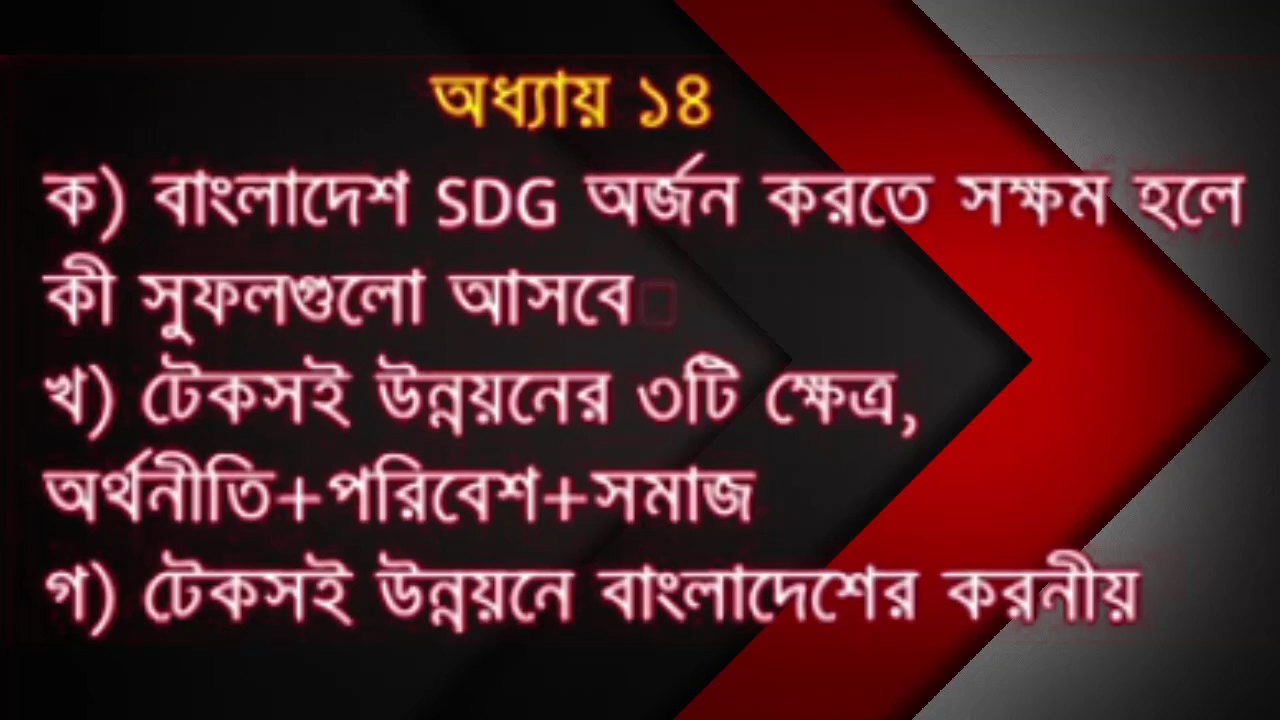 অধ্যায় ১৪
ক) বাংলাদেশ SDG অর্জন করতে সক্ষম হলে
কী সুফলগুলো আসবে
খ) টেকসই উন্নয়নের ৩টি ক্ষেত্র,
অর্থনীতি+পরিবেশ+সমাজ
গ) টেকসই উন্নয়নে বাংলাদেশের করনীয়